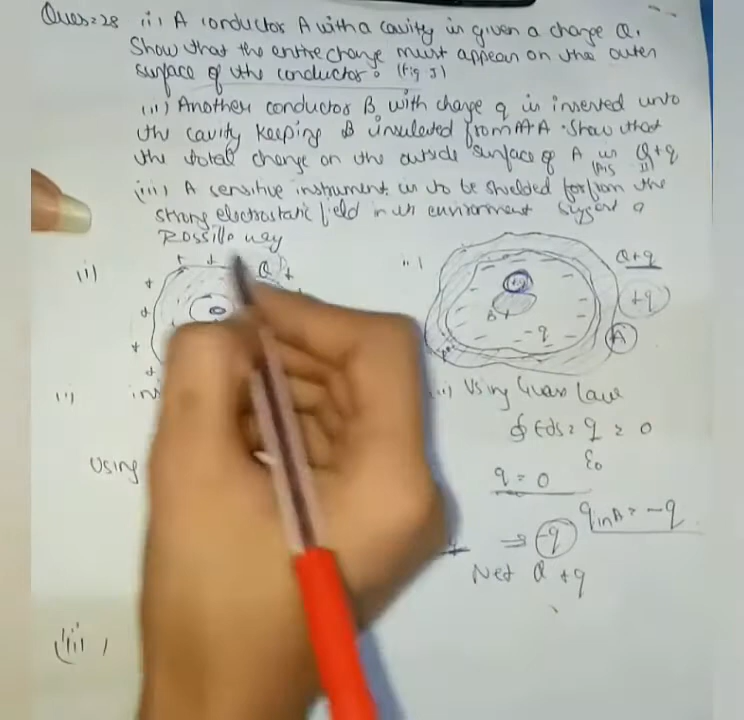 Ques=28 (i) A conductor A with a cavity is given a charge Q.
Show that the entire charge must appear on the outer
surface of the conductor. (Fig
(ii) Another conductor B with charge q is inserted into
the cavity keeping B insulated from A. Show that
the total charge on the outside surface of A is Q+q
(iii) A sensitive instrument is to be shielded from the
strong electrostatic field in its environment suggest a
Possible way
(i) Q
Q+q
+q
B
-q
A
ii) Using Gauss law
∮ E ds = q = 0
ε0
Using
q = 0
q in A = -q
⇒ -q
Net Q + q
(iii)